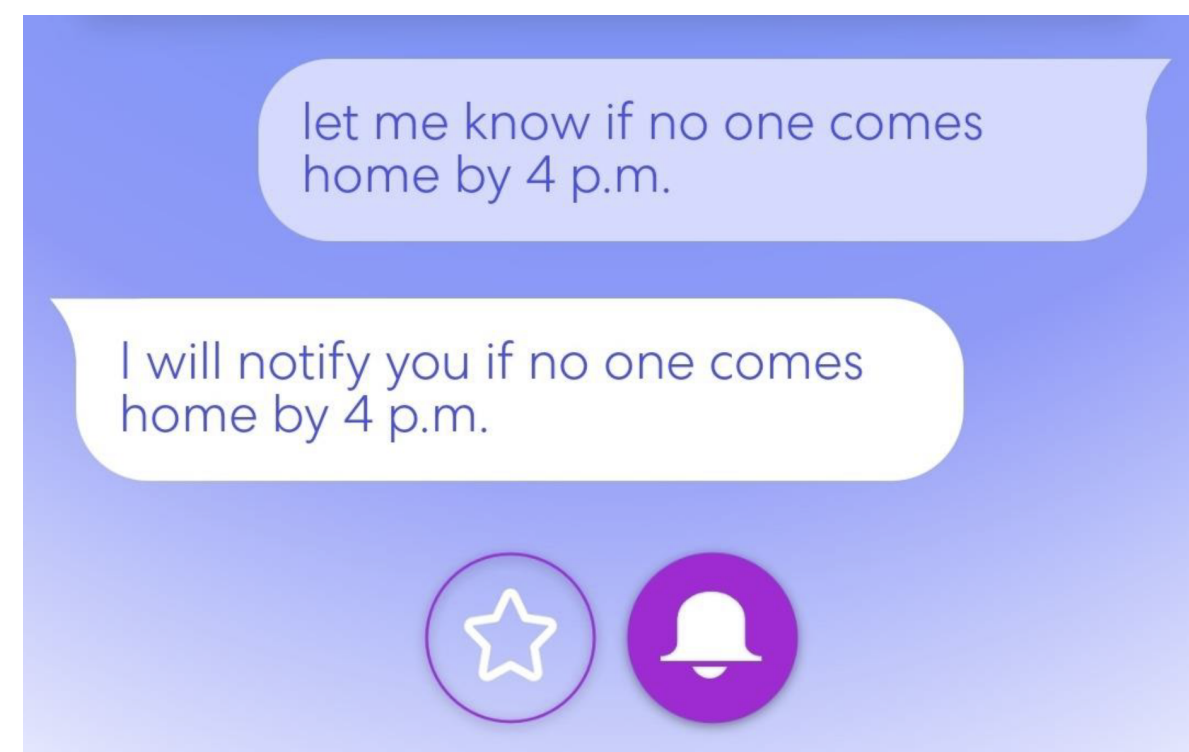 let me know if no one comes
home by 4 p.m.
I will notify you if no one comes
home by 4 p.m.